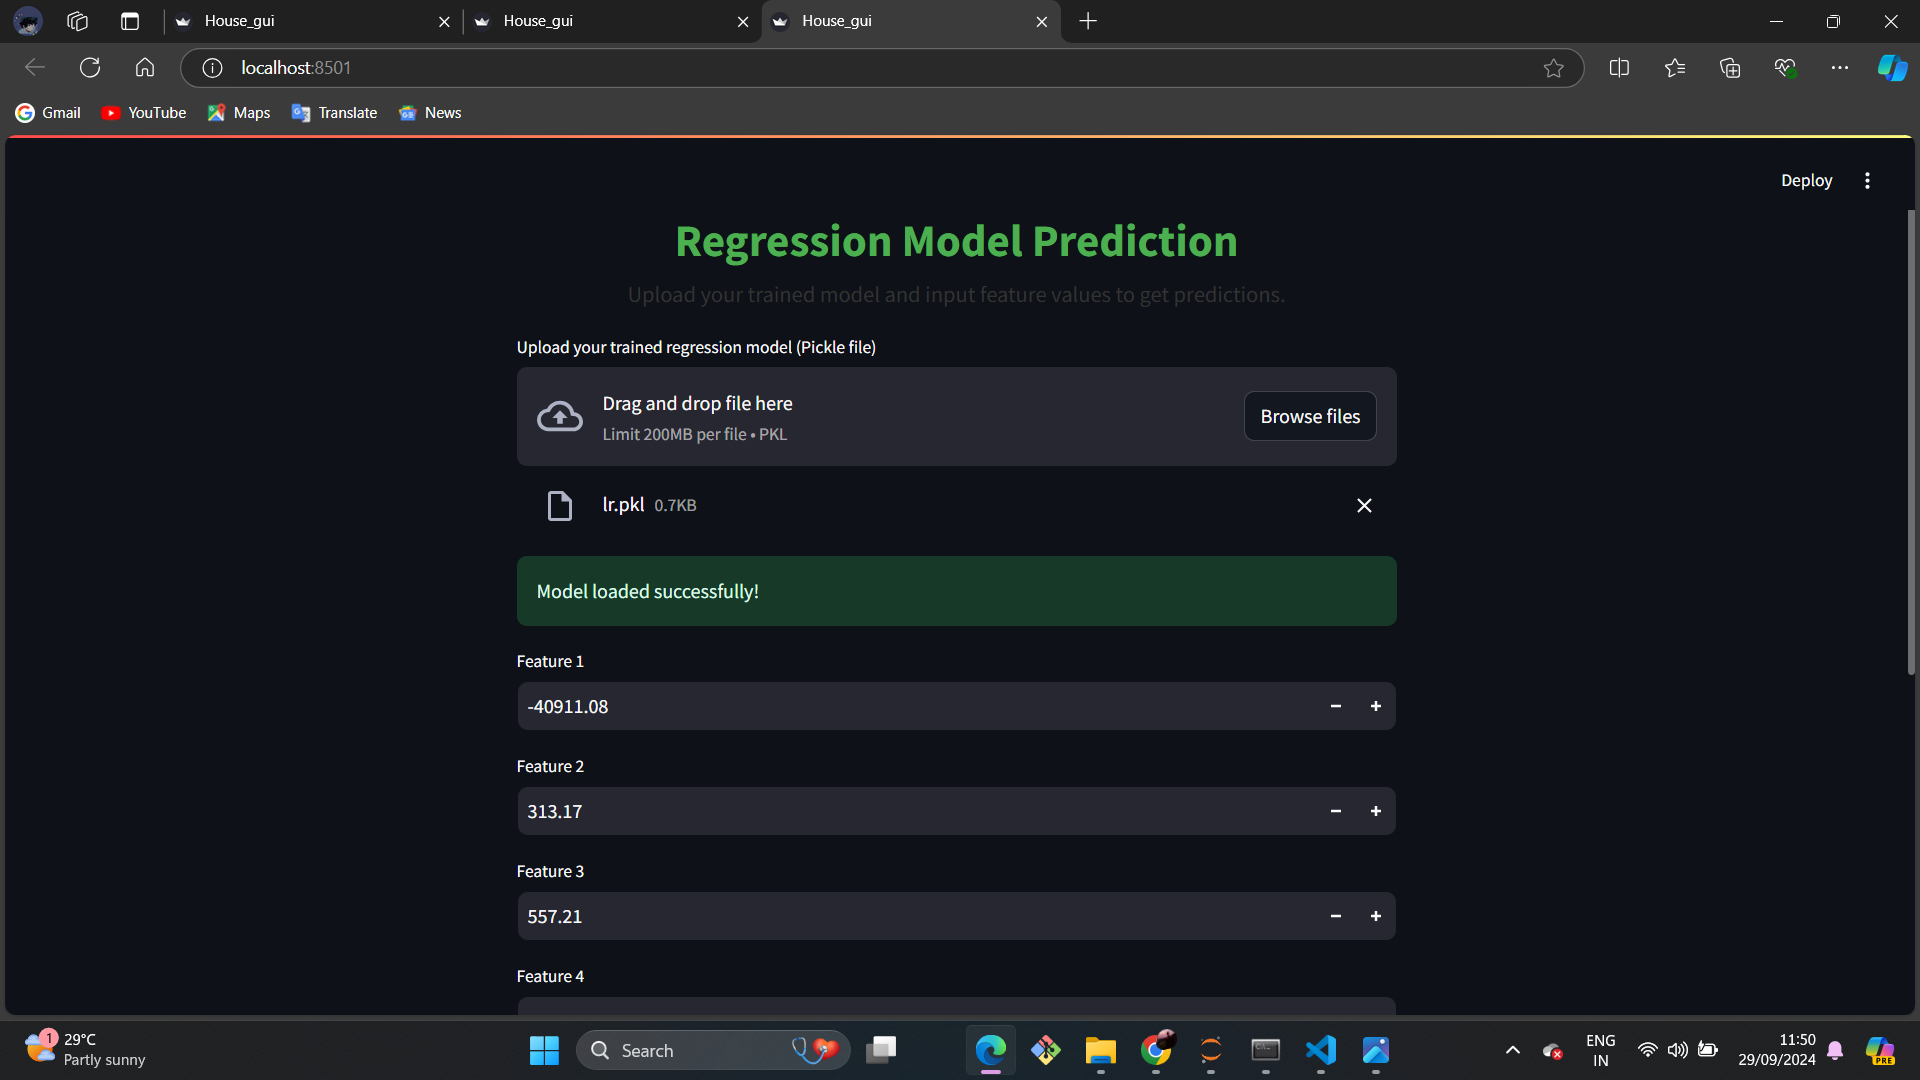 House_gui
House_gui
House_gui
localhost:8501
Gmail
YouTube
Maps
Translate
News
Deploy
Regression Model Prediction
Upload your trained model and input feature values to get predictions.
Upload your trained regression model (Pickle file)
Drag and drop file here
Limit 200MB per file • PKL
Browse files
lr.pkl 0.7KB
Model loaded successfully!
Feature 1
-40911.08
Feature 2
313.17
Feature 3
557.21
Feature 4
1
29°C
Partly sunny
Search
ENG
IN
11:50
29/09/2024
PRE